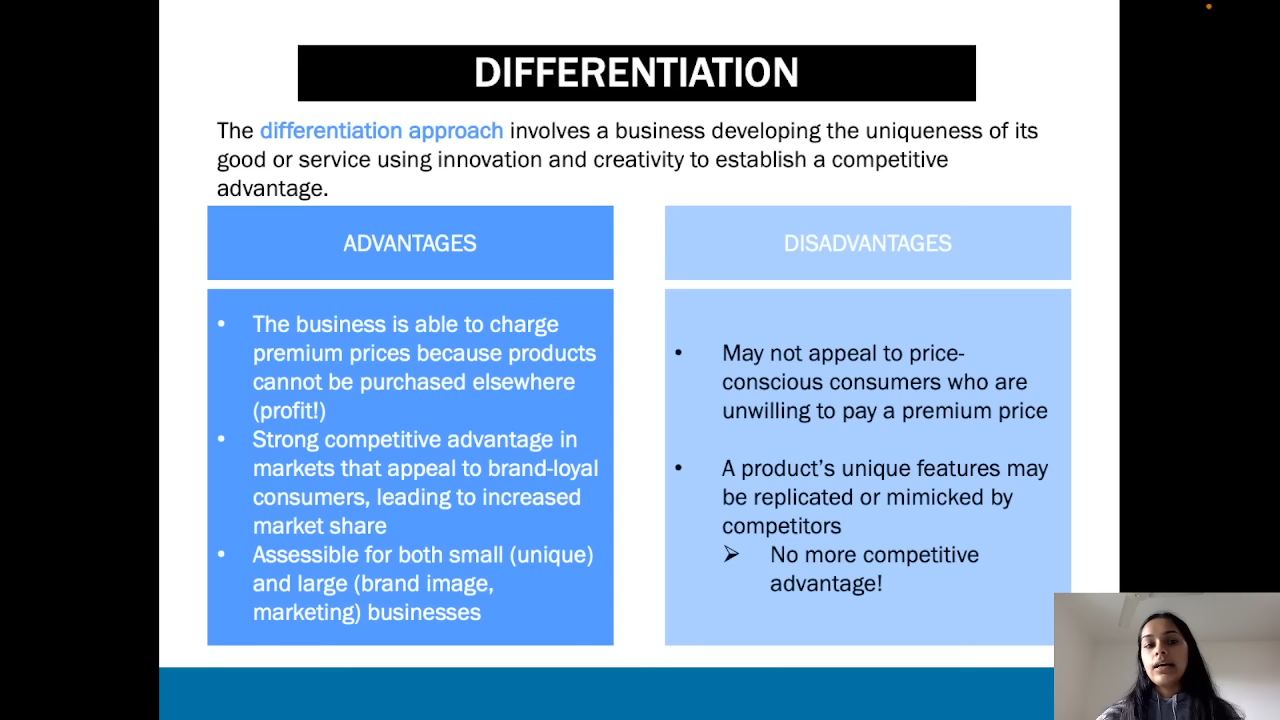 DIFFERENTIATION
The differentiation approach involves a business developing the uniqueness of its
good or service using innovation and creativity to establish a competitive
advantage.
ADVANTAGES
• The business is able to charge
premium prices because products
cannot be purchased elsewhere
(profit!)
• Strong competitive advantage in
markets that appeal to brand-loyal
consumers, leading to increased
market share
• Assessible for both small (unique)
and large (brand image,
marketing) businesses
DISADVANTAGES
• May not appeal to price-
conscious consumers who are
unwilling to pay a premium price
• A product’s unique features may
be replicated or mimicked by
competitors
➢ No more competitive
advantage!